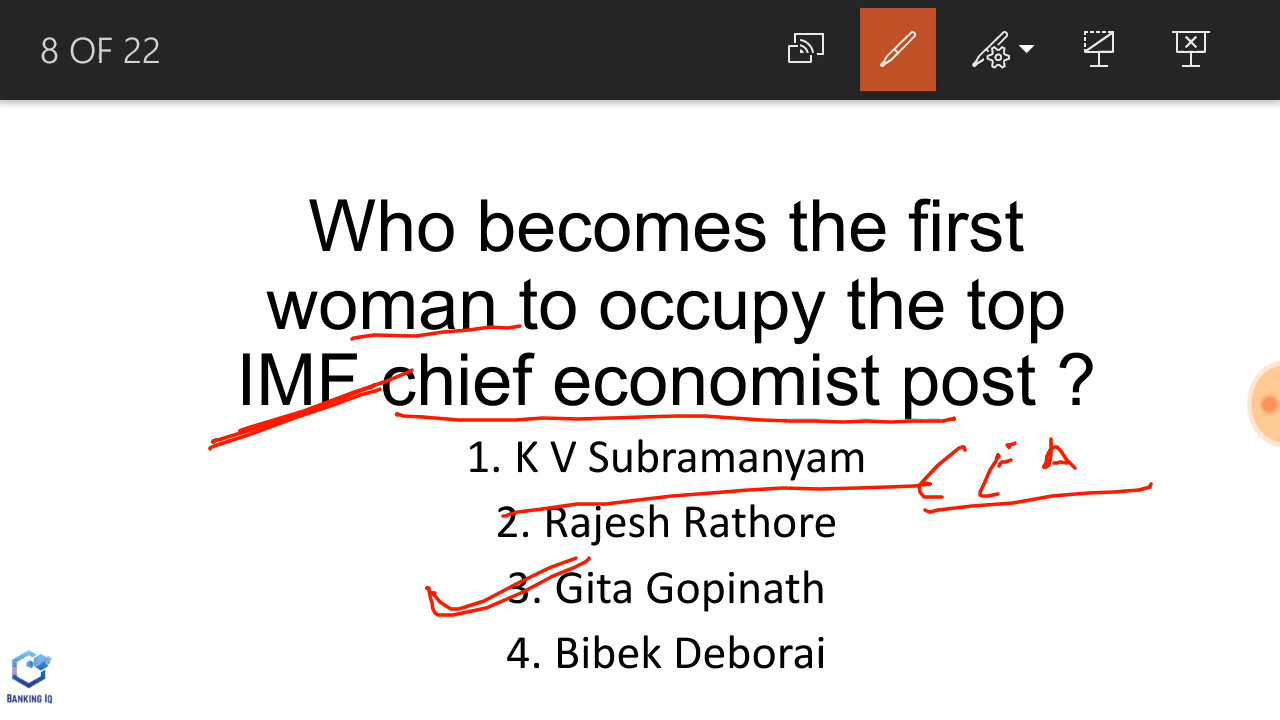 8 OF 22
Who becomes the first
woman to occupy the top
IMF chief economist post ?
1. K V Subramanyam
CEA
2. Rajesh Rathore
3. Gita Gopinath
4. Bibek Deborai
BANKING IQ